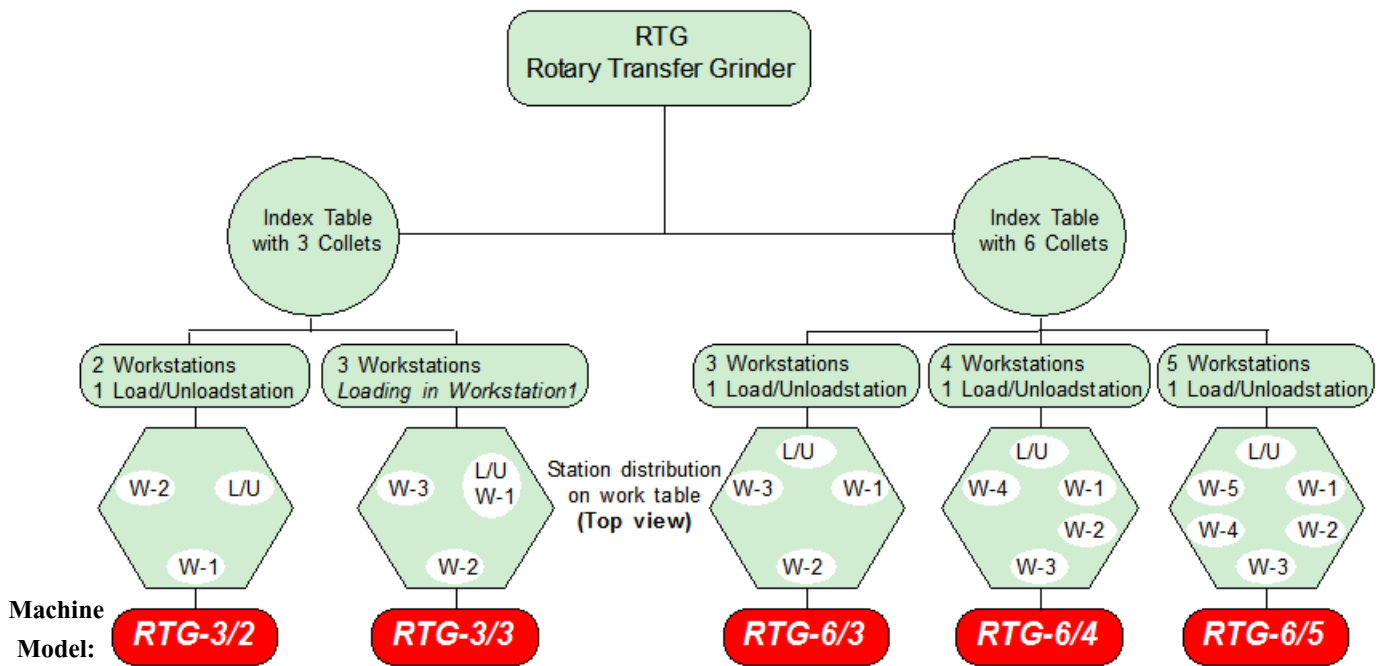 RTG
Rotary Transfer Grinder
Index Table
with 3 Collets
Index Table
with 6 Collets
2 Workstations
1 Load/Unloadstation
3 Workstations
Loading in Workstation1
3 Workstations
1 Load/Unloadstation
4 Workstations
1 Load/Unloadstation
5 Workstations
1 Load/Unloadstation
W-2
L/U
W-1
W-3
L/U
W-1
W-2
Station distribution
on work table
(Top view)
L/U
W-3
W-1
W-2
L/U
W-4
W-1
W-2
W-3
L/U
W-5
W-1
W-4
W-2
W-3
Machine
Model:
RTG-3/2
RTG-3/3
RTG-6/3
RTG-6/4
RTG-6/5